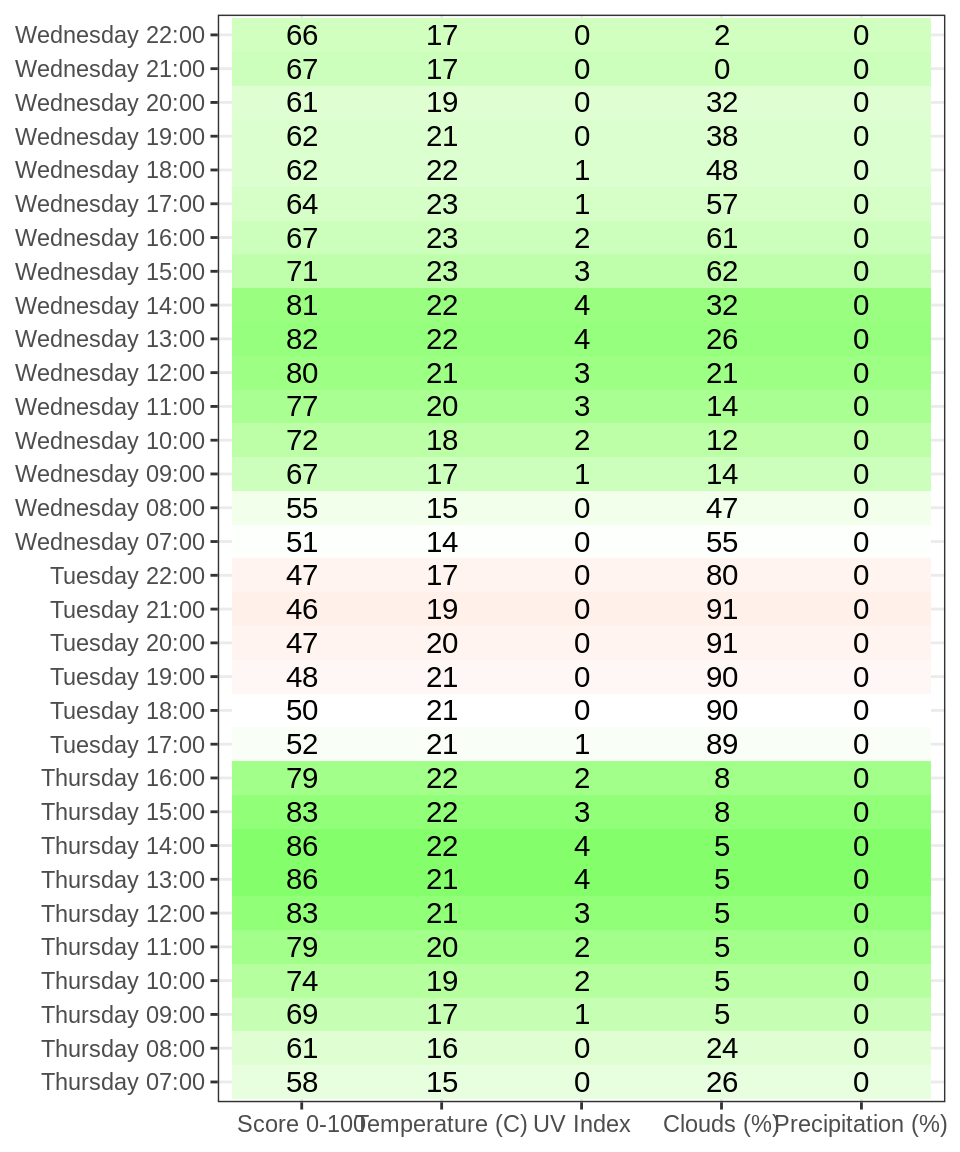 Wednesday 22:00 66 17 0 2 0
Wednesday 21:00 67 17 0 0 0
Wednesday 20:00 61 19 0 32 0
Wednesday 19:00 62 21 0 38 0
Wednesday 18:00 62 22 1 48 0
Wednesday 17:00 64 23 1 57 0
Wednesday 16:00 67 23 2 61 0
Wednesday 15:00 71 23 3 62 0
Wednesday 14:00 81 22 4 32 0
Wednesday 13:00 82 22 4 26 0
Wednesday 12:00 80 21 3 21 0
Wednesday 11:00 77 20 3 14 0
Wednesday 10:00 72 18 2 12 0
Wednesday 09:00 67 17 1 14 0
Wednesday 08:00 55 15 0 47 0
Wednesday 07:00 51 14 0 55 0
Tuesday 22:00 47 17 0 80 0
Tuesday 21:00 46 19 0 91 0
Tuesday 20:00 47 20 0 91 0
Tuesday 19:00 48 21 0 90 0
Tuesday 18:00 50 21 0 90 0
Tuesday 17:00 52 21 1 89 0
Thursday 16:00 79 22 2 8 0
Thursday 15:00 83 22 3 8 0
Thursday 14:00 86 22 4 5 0
Thursday 13:00 86 21 4 5 0
Thursday 12:00 83 21 3 5 0
Thursday 11:00 79 20 2 5 0
Thursday 10:00 74 19 2 5 0
Thursday 09:00 69 17 1 5 0
Thursday 08:00 61 16 0 24 0
Thursday 07:00 58 15 0 26 0
Score 0-100 Temperature (C) UV Index Clouds (%) Precipitation (%)